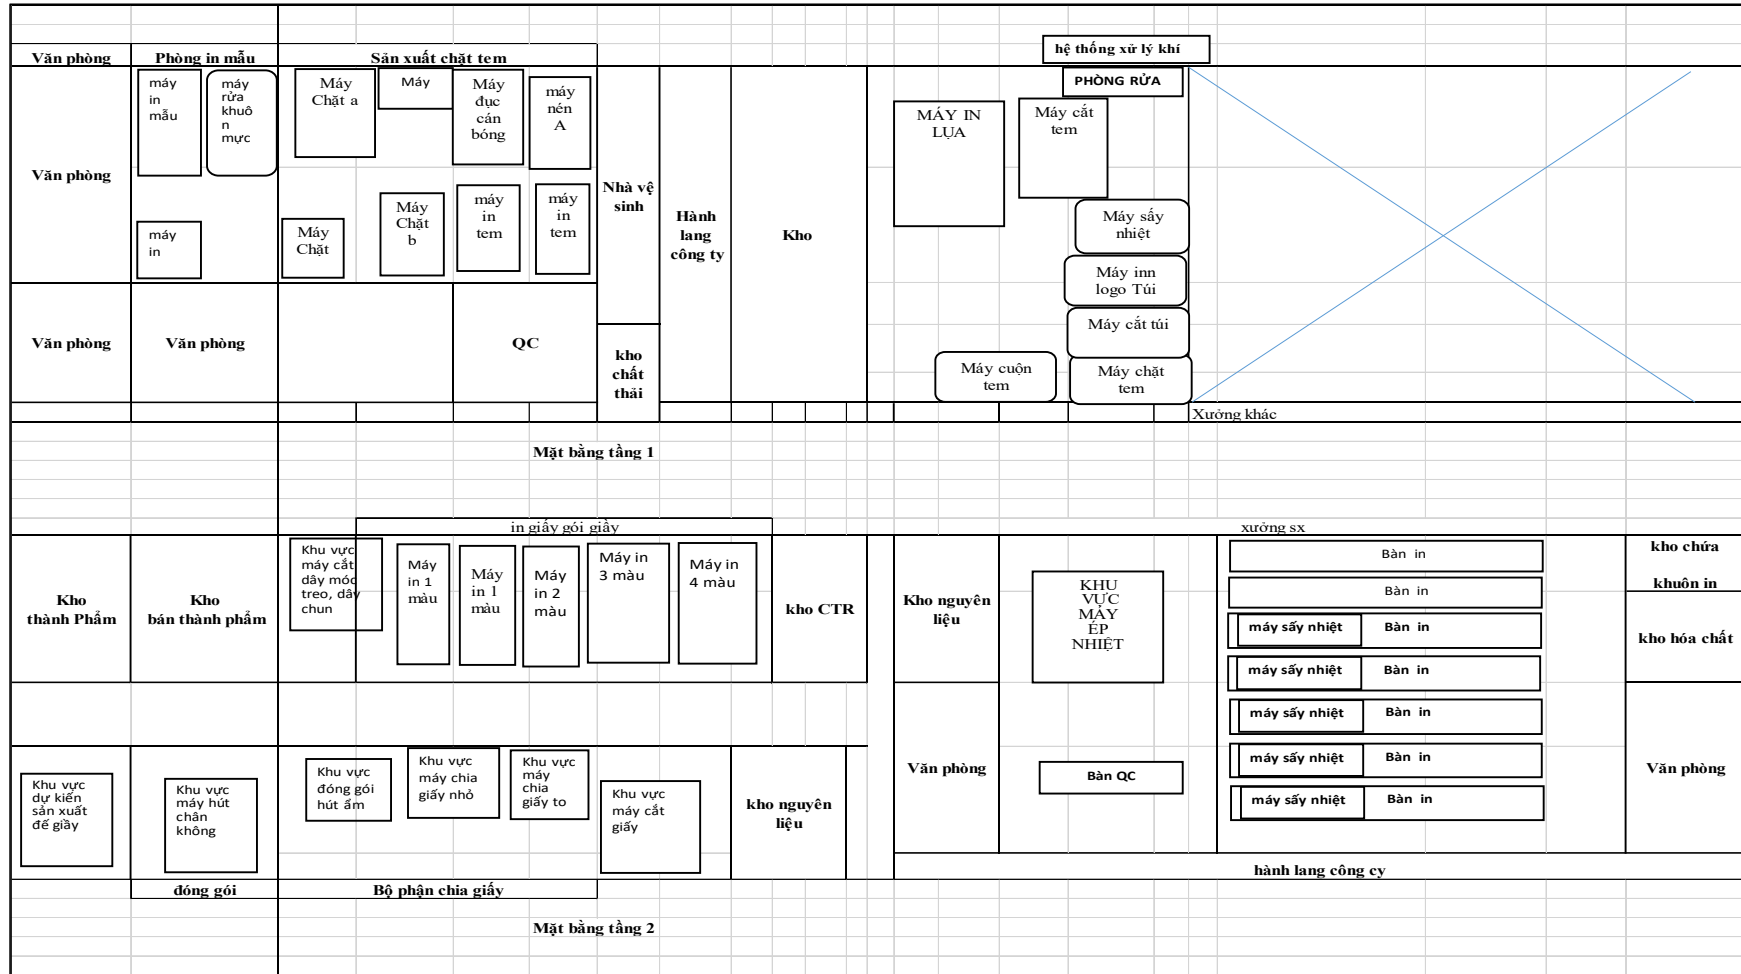 hệ thống xử lý khí
Văn phòng
Phòng in mẫu
Sản xuất chặt tem
máy
in
mẫu
máy
rửa
khuô
n
mực
Máy
Chặt a
Máy
Máy
đục
cán
bóng
máy
nén
A
PHÒNG RỬA
MÁY IN
LỤA
Máy cắt
tem
Văn phòng
Nhà vệ
sinh
Hành
lang
công ty
Kho
máy
in
Máy
Chặt
Máy
Chặt
b
máy
in
tem
máy
in
tem
Máy sấy
nhiệt
Máy inn
logo Túi
Máy cắt túi
Văn phòng
Văn phòng
QC
kho
chất
thải
Máy cuộn
tem
Máy chặt
tem
Xưởng khác
Mặt bằng tầng 1
in giấy gói giầy
xưởng sx
Kho
thành Phẩm
Kho
bán thành phẩm
Khu vực
máy cắt
dây móc
treo, dây
chun
Máy
in 1
màu
Máy
in 1
màu
Máy
in 2
màu
Máy in
3 màu
Máy in
4 màu
kho CTR
Kho nguyên
liệu
KHU
VỰC
MÁY
ÉP
NHIỆT
Bàn in
Bàn in
máy sấy nhiệt Bàn in
máy sấy nhiệt Bàn in
máy sấy nhiệt Bàn in
máy sấy nhiệt Bàn in
máy sấy nhiệt Bàn in
kho chứa
khuôn in
kho hóa chất
Khu vực
dự kiến
sản xuất
đế giầy
Khu vực
máy hút
chân
không
Khu vực
đóng gói
hút ẩm
Khu vực
máy chia
giấy nhỏ
Khu vực
máy
chia
giấy to
Khu vực
máy cắt
giấy
kho nguyên
liệu
Văn phòng
Bàn QC
Văn phòng
hành lang công cy
đóng gói
Bộ phận chia giấy
Mặt bằng tầng 2